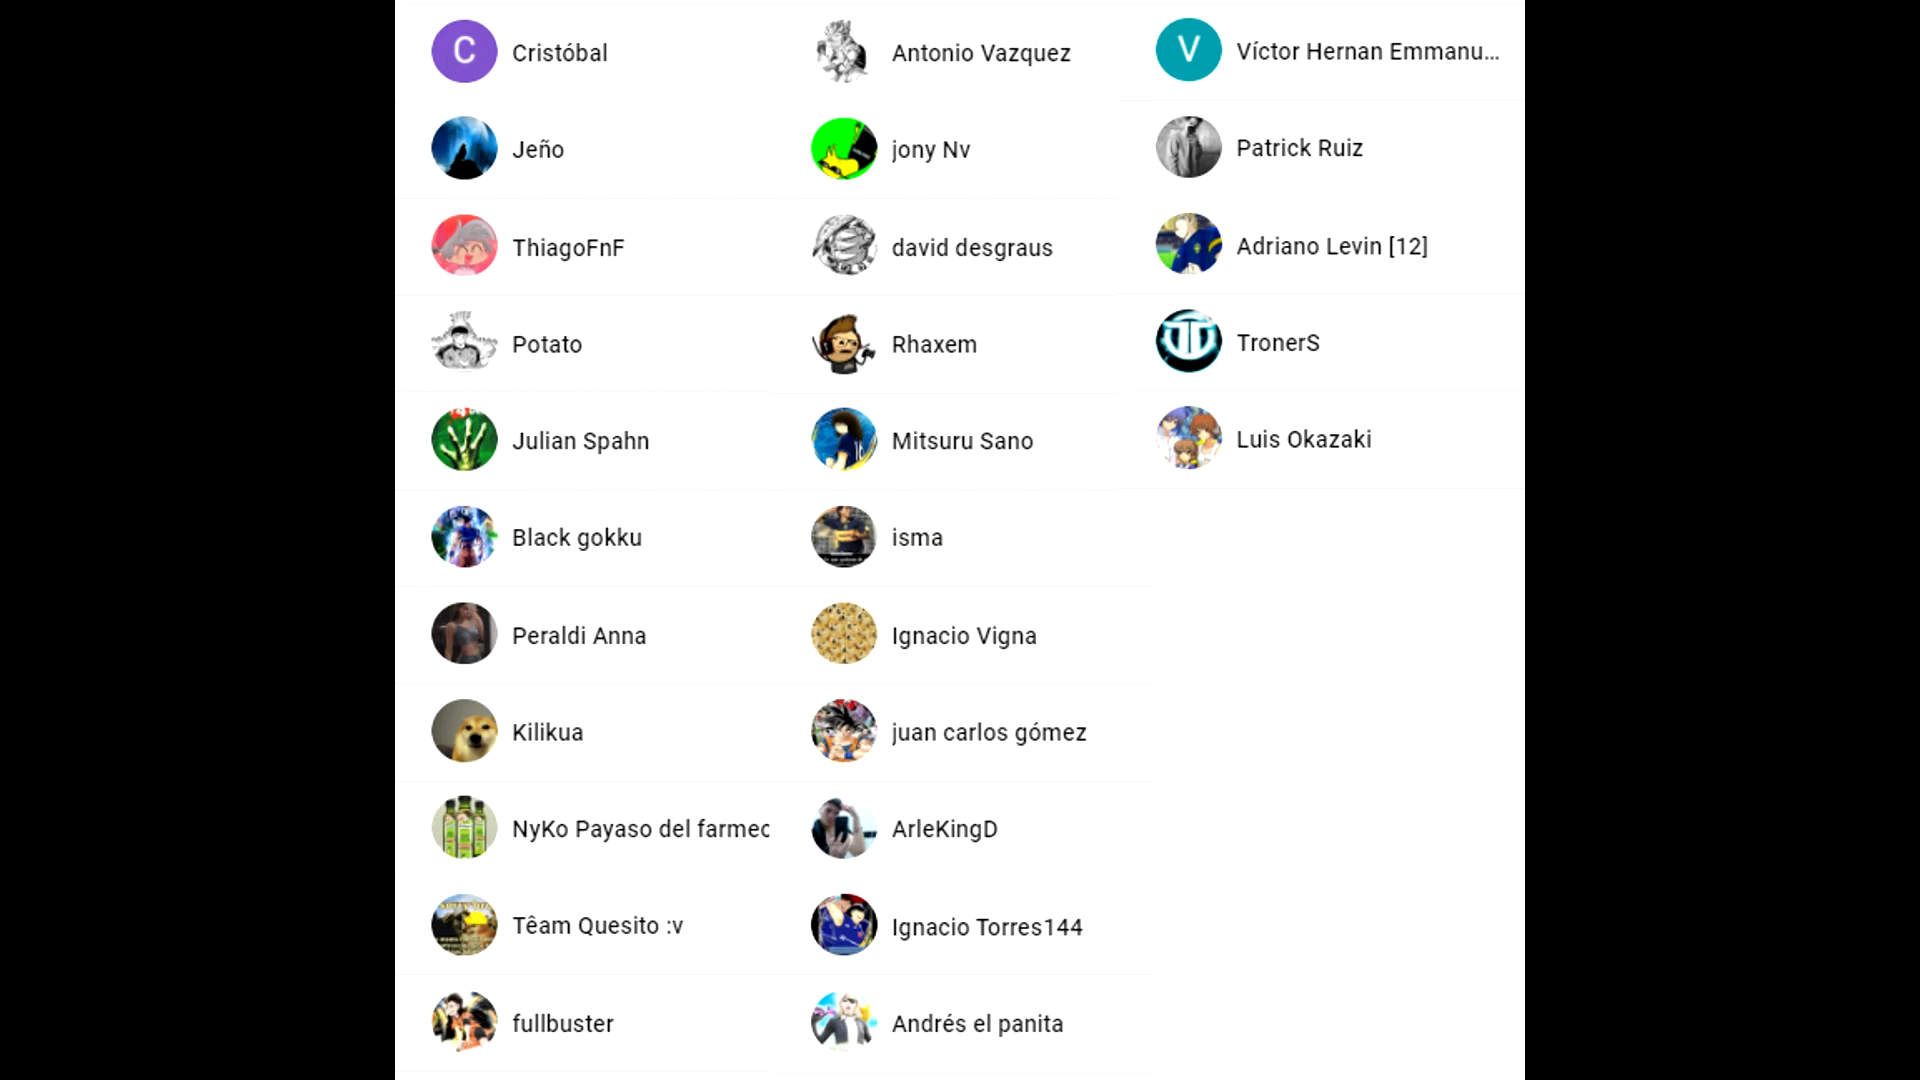 Cristóbal
Jeño
ThiagoFnF
Potato
Julian Spahn
Black gokku
Peraldi Anna
Kilikua
NyKo Payaso del farmec
Têam Quesito :v
fullbuster
Antonio Vazquez
jony Nv
david desgraus
Rhaxem
Mitsuru Sano
isma
Ignacio Vigna
juan carlos gómez
ArleKingD
Ignacio Torres144
Andrés el panita
Víctor Hernan Emmanu...
Patrick Ruiz
Adriano Levin [12]
TronerS
Luis Okazaki
C
V